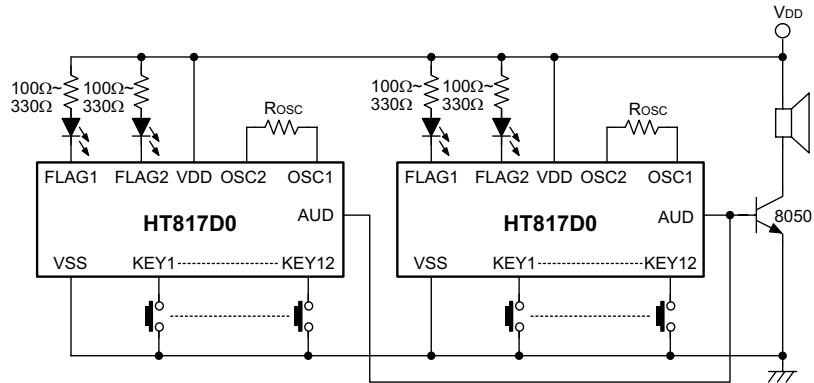 VDD
100Ω~ 100Ω~
330Ω 330Ω
100Ω~ 100Ω~
330Ω 330Ω
ROSC
ROSC
FLAG1 FLAG2 VDD OSC2 OSC1
FLAG1 FLAG2 VDD OSC2 OSC1
AUD
HT817D0
AUD
HT817D0
8050
VSS KEY1 KEY12
VSS KEY1 KEY12